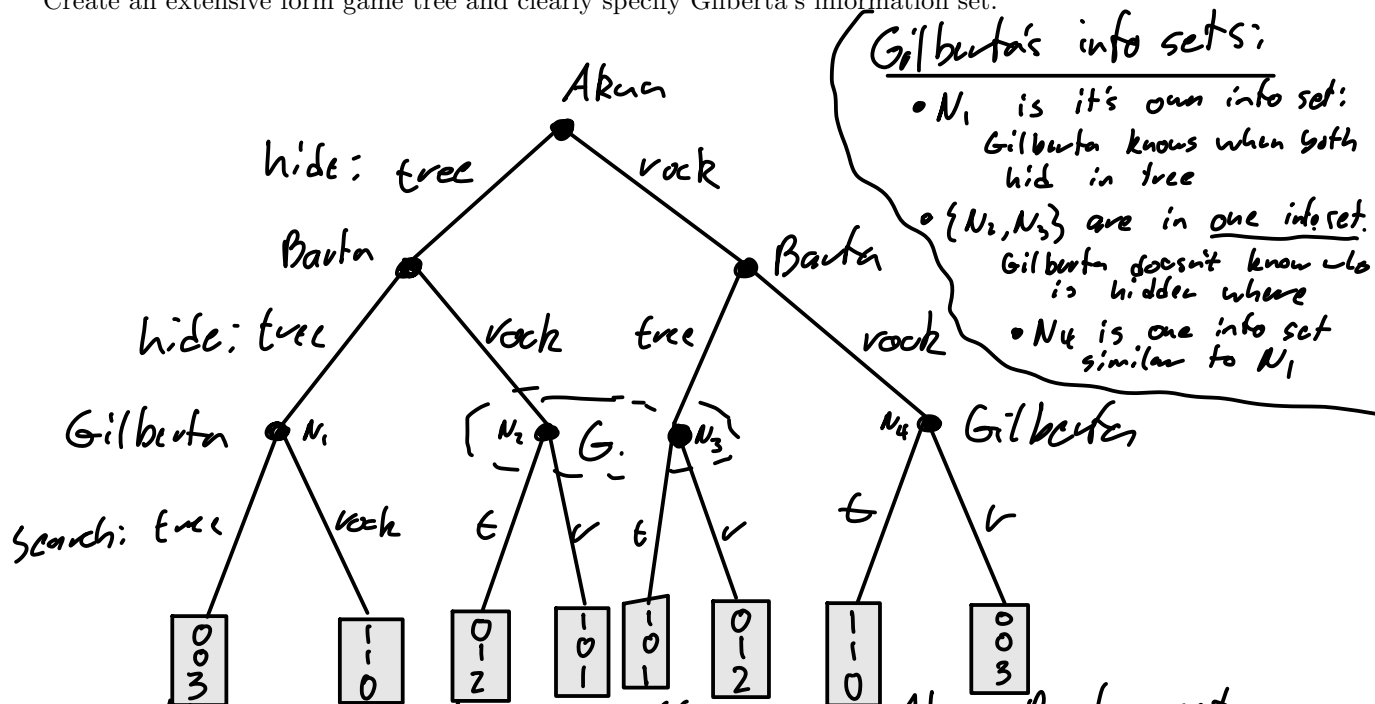 Create an extensive form game tree and clearly specify Gilberta's information set.
Gilberta's info sets:
• N1 is it's own info set:
Gilberta knows when both
hid in tree
• {N2, N3} are in one info set.
Gilberta doesn't know who
is hidden where
• N4 is one info set
similar to N1
Akua
hide: tree rock
Barta Barta
hide: tree rock tree rock
Gilberta N1 N2 G. N3 N4 Gilberta
search: tree rock t r t r t r
0 1 0 1 1 0 1 0
0 1 1 0 0 1 1 0
3 0 2 1 1 2 0 3